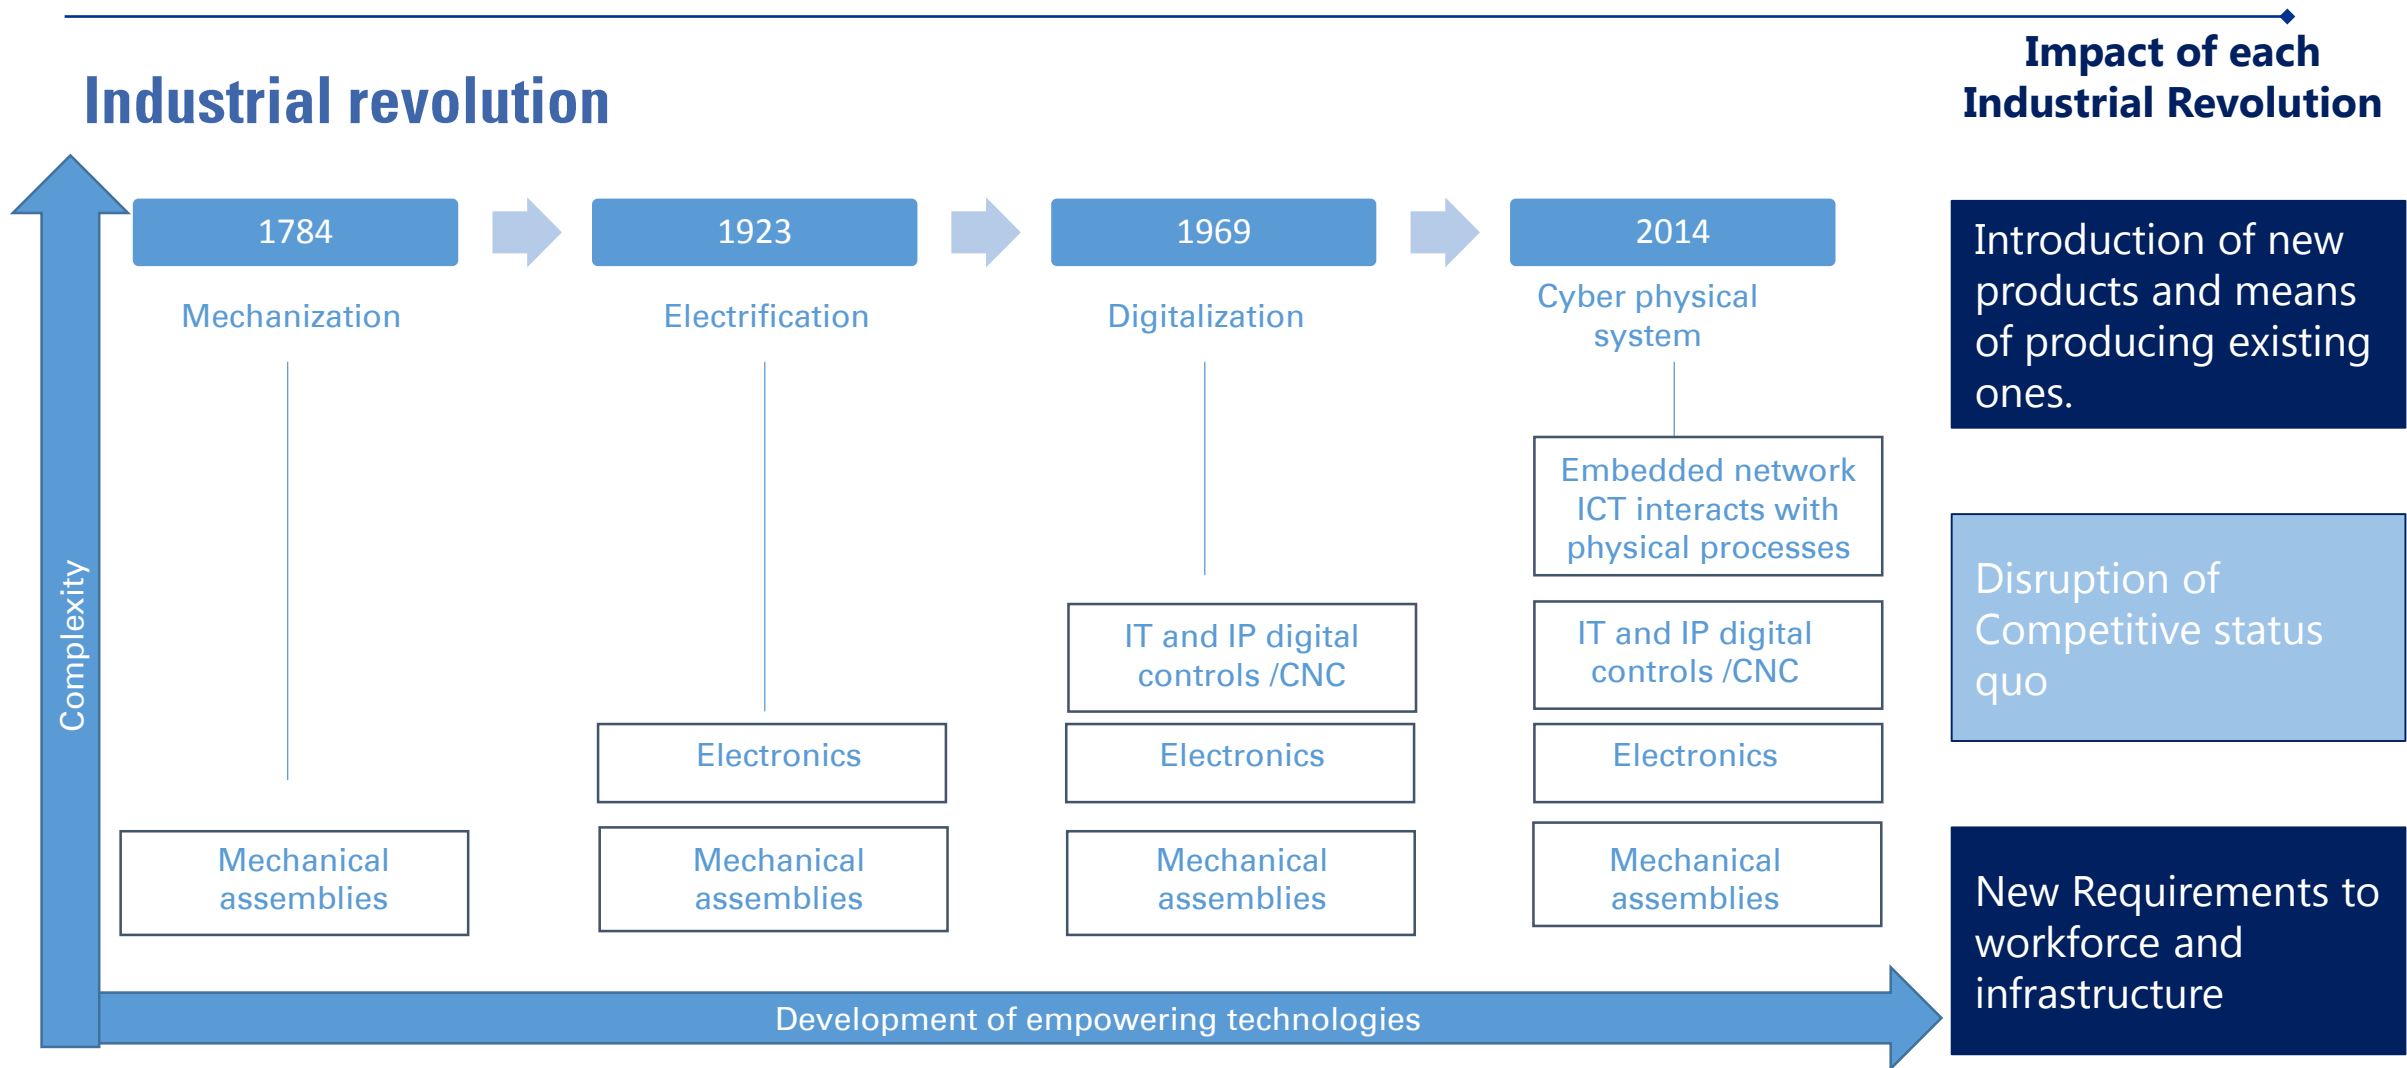 Impact of each
Industrial Revolution
Industrial revolution
1784
1923
1969
2014
Mechanization
Electrification
Digitalization
Cyber physical
system
Embedded network
ICT interacts with
physical processes
IT and IP digital
controls /CNC
IT and IP digital
controls /CNC
Electronics
Electronics
Electronics
Mechanical
assemblies
Mechanical
assemblies
Mechanical
assemblies
Mechanical
assemblies
Complexity
Development of empowering technologies
Introduction of new
products and means
of producing existing
ones.
Disruption of
Competitive status
quo
New Requirements to
workforce and
infrastructure